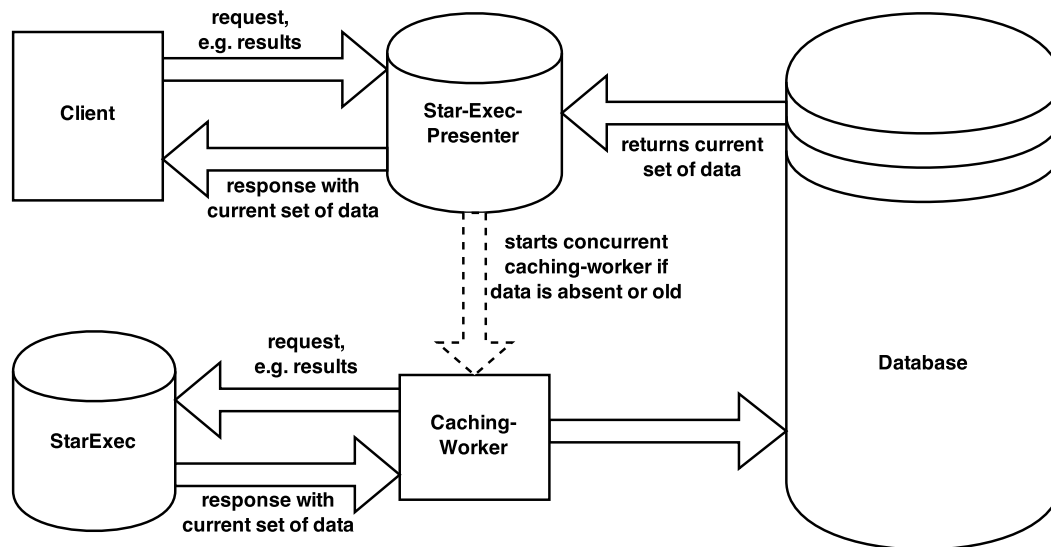 request,
e.g. results
Client
Star-Exec-
Presenter
returns current
set of data
response with
current set of data
starts concurrent
caching-worker if
data is absent or old
request,
e.g. results
Database
StarExec
Caching-
Worker
response with
current set of data